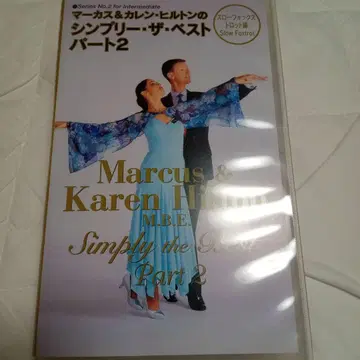 ●Series No.2 for Intermediate
マーカス&カレン・ヒルトンの
シンプリー・ザ・ベスト
パート2
スローフォックス
トロット編
Slow Foxtrot
Marcus &
Karen Hilton
M.B.E.
Simply the Best
Part 2